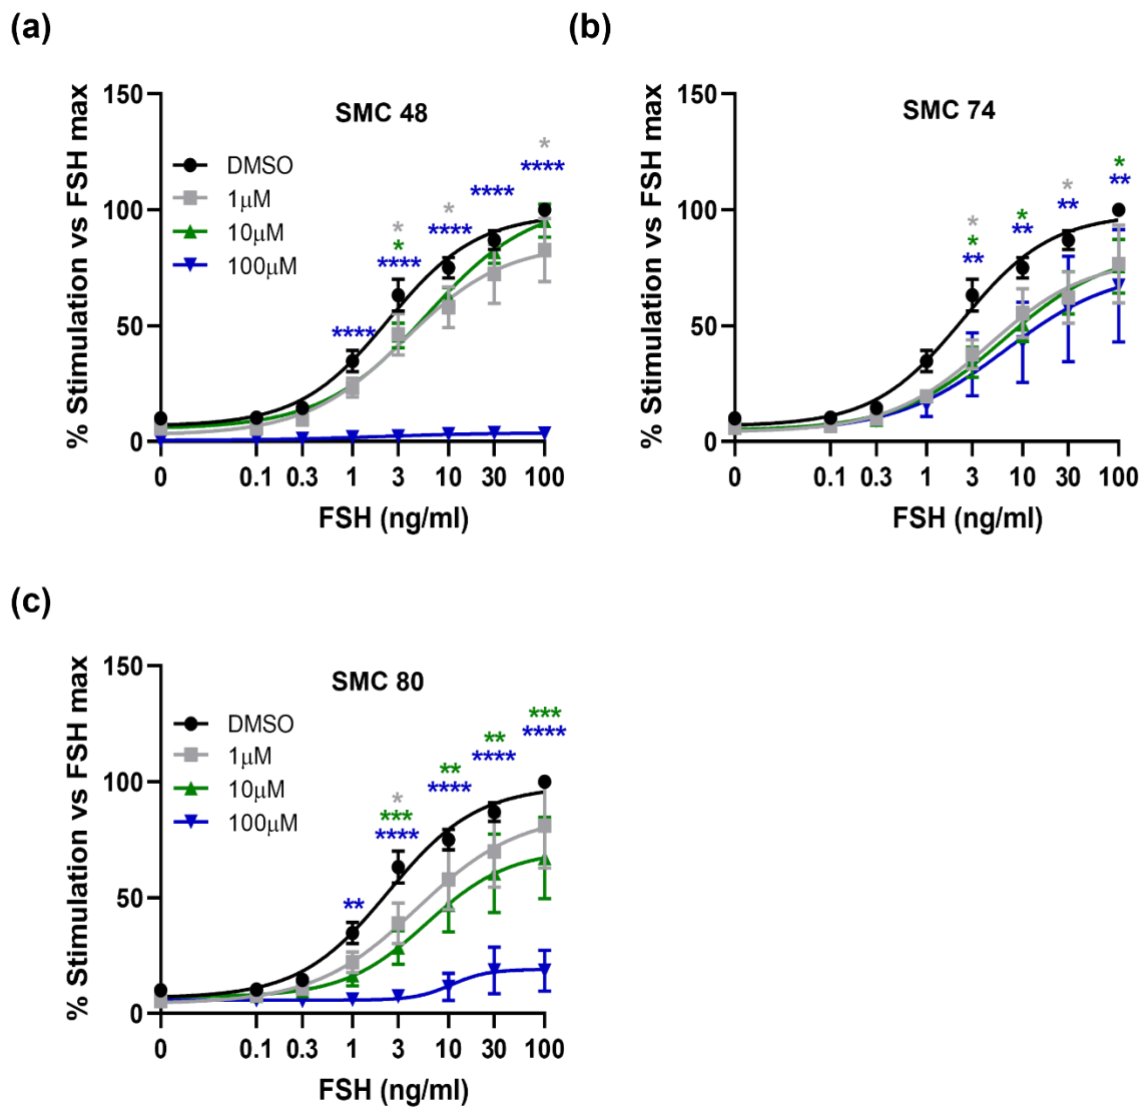 (a)
(b)
SMC 48
% Stimulation vs FSH max
150
100
50
0
DMSO
1µM
10µM
100µM
*
****
****
*
****
*
*
****
****
0 0.1 0.3 1 3 10 30 100
FSH (ng/ml)
SMC 74
% Stimulation vs FSH max
150
100
50
0
*
**
*
**
*
**
*
*
**
0 0.1 0.3 1 3 10 30 100
FSH (ng/ml)
(c)
SMC 80
% Stimulation vs FSH max
150
100
50
0
DMSO
1µM
10µM
100µM
***
****
**
****
**
****
*
***
****
**
0 0.1 0.3 1 3 10 30 100
FSH (ng/ml)